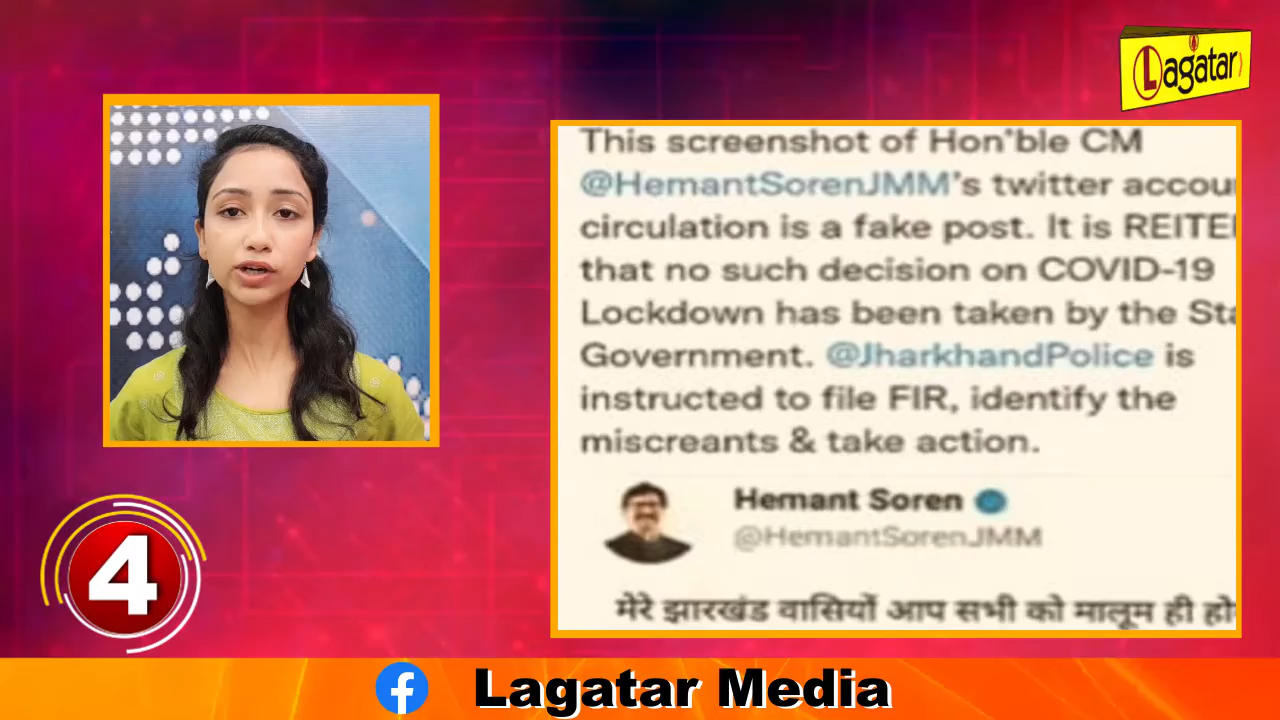 Lagatar
This screenshot of Hon'ble CM
@HemantSorenJMM's twitter
circulation is a fake post. It is
that no such decision on COVID-19
Lockdown has been taken by the
Government. @JharkhandPolice is
instructed to file FIR, identify the
miscreants & take action.
Hemant Soren
@HemantSorenJMM
मेरे झारखंड वासियों आप सभी को मालूम ही
4
Lagatar Media